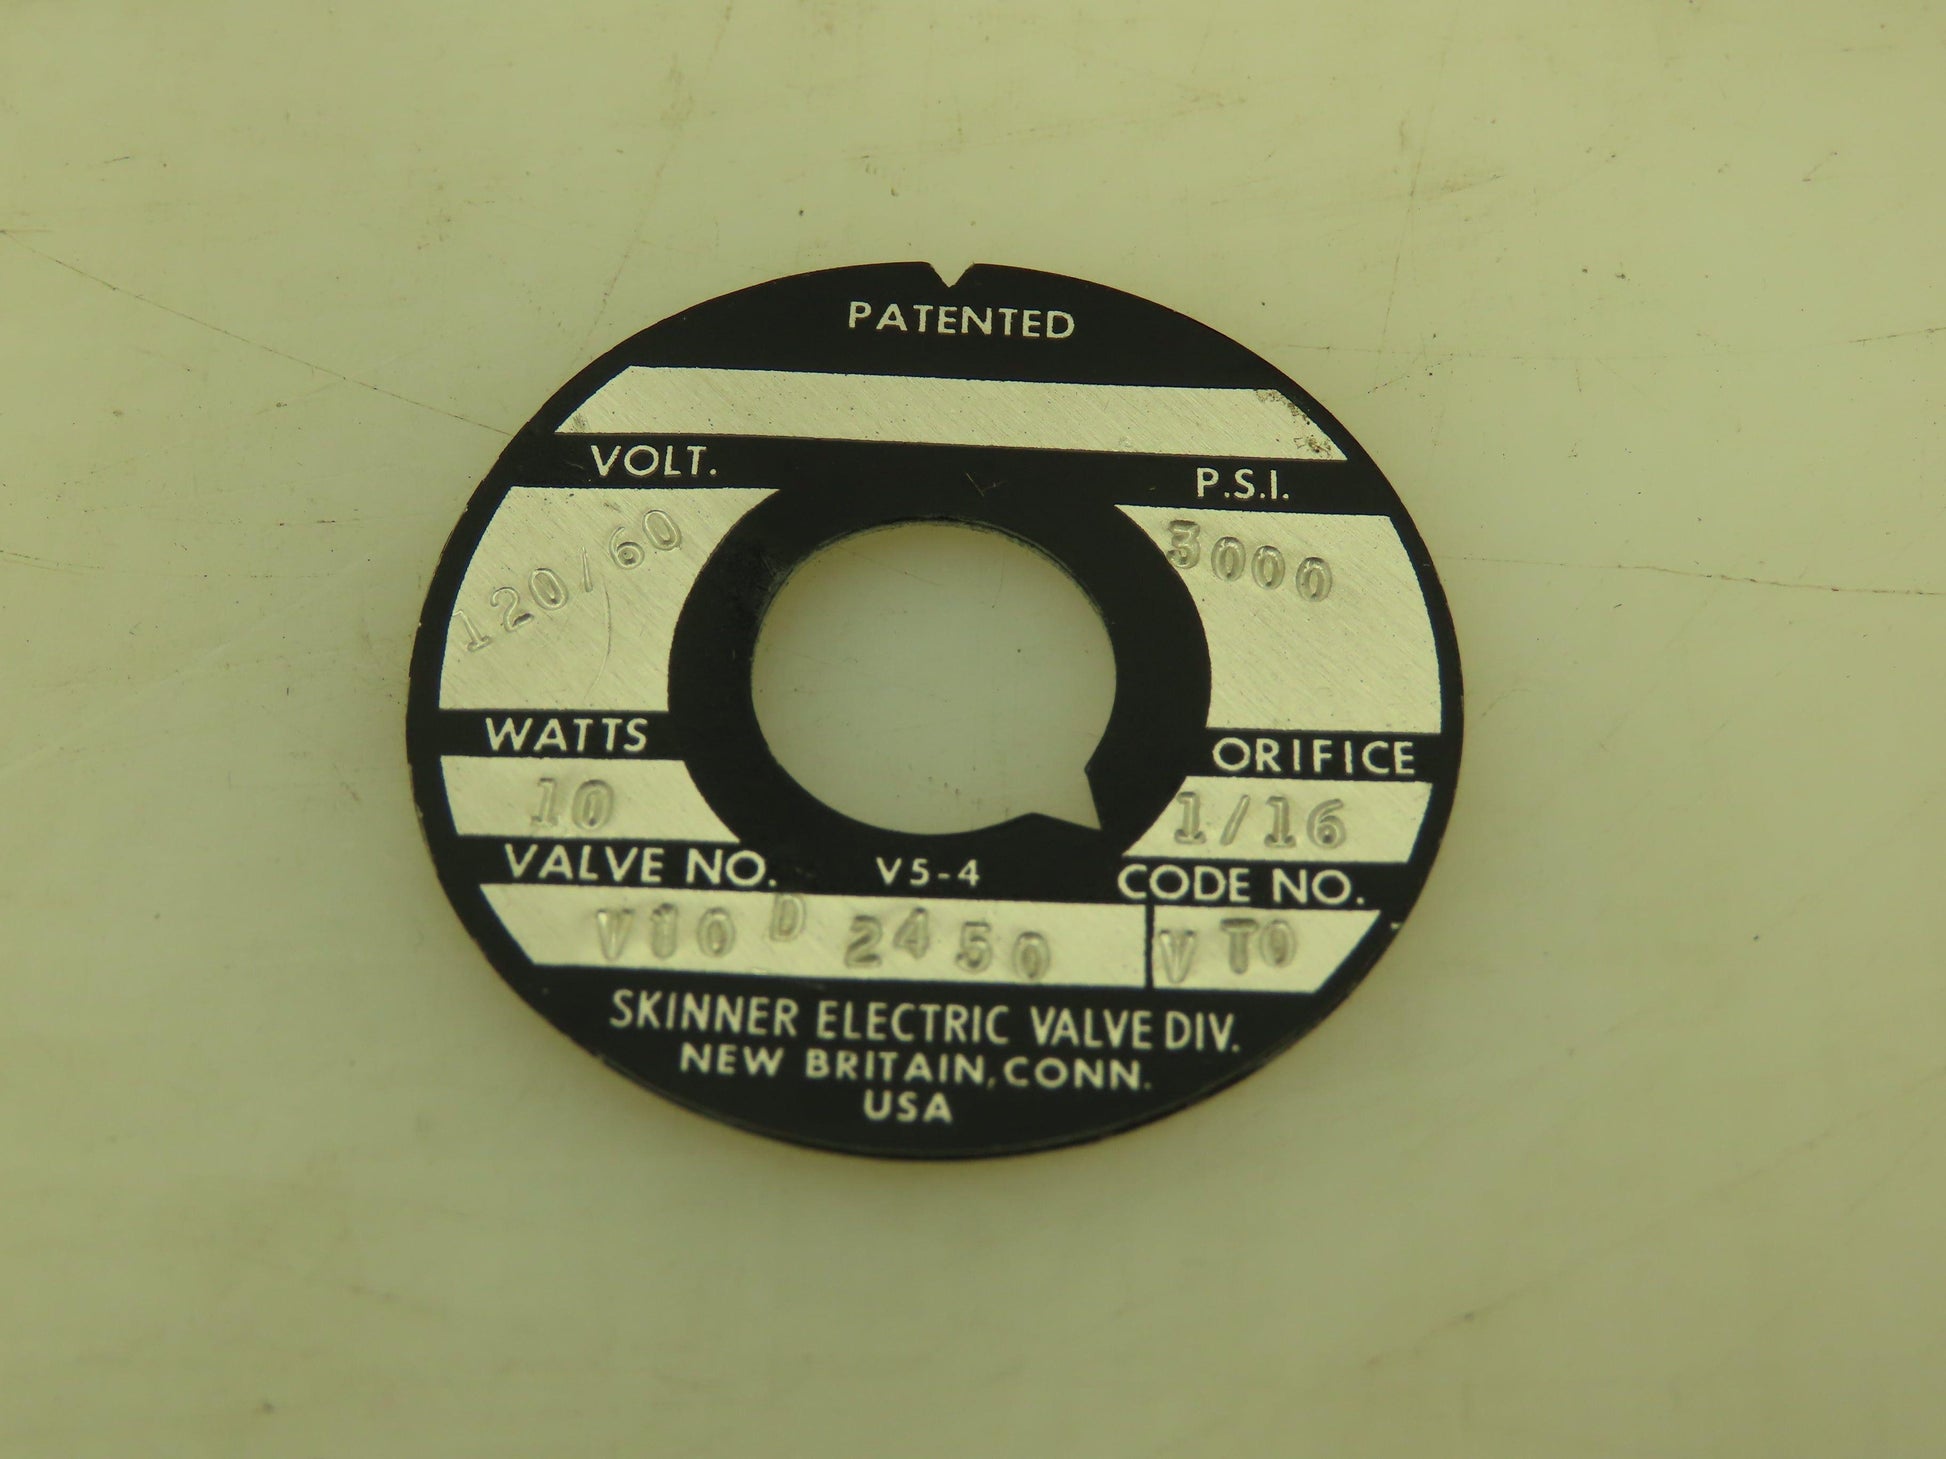 PATENTED
VOLT. P.S.I.
120/60 3000
WATTS ORIFICE
10 1/16
VALVE NO. V5-4 CODE NO.
V10 D 2450 V T0
SKINNER ELECTRIC VALVE DIV.
NEW BRITAIN, CONN.
USA